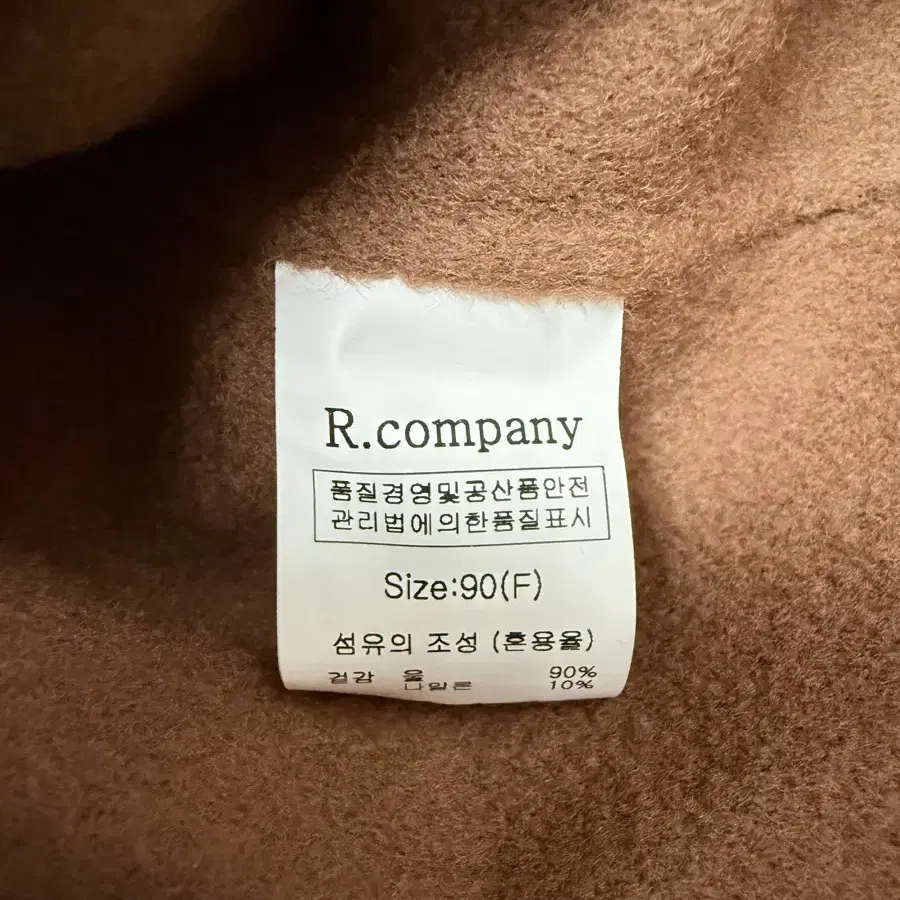 R.company
품질경영및공산품안전
관리법에의한품질표시
Size:90(F)
섬유의 조성 (혼용율)
겉감 울 90%
나일론 10%